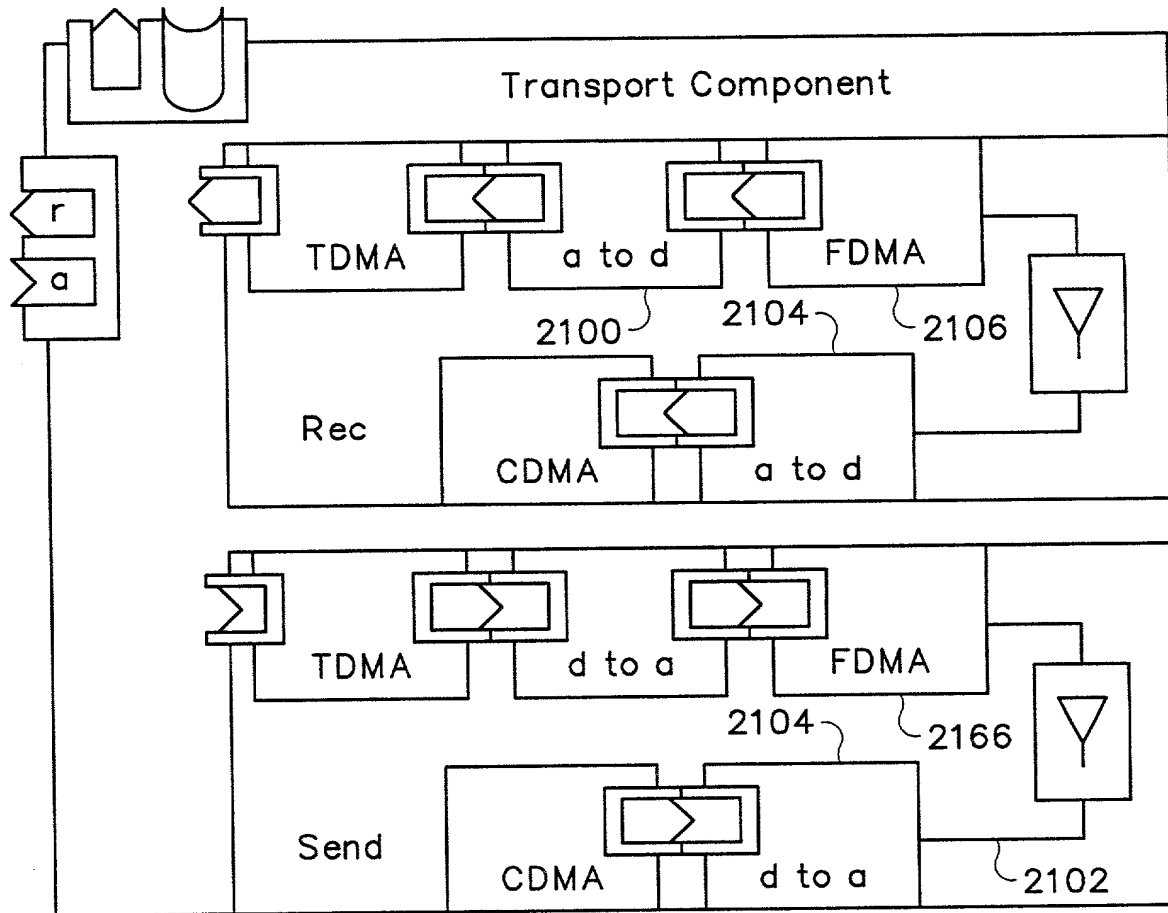 Transport Component
r
a
TDMA
a to d
FDMA
2100
2104
2106
Rec
CDMA
a to d
TDMA
d to a
FDMA
2104
2166
Send
CDMA
d to a
2102